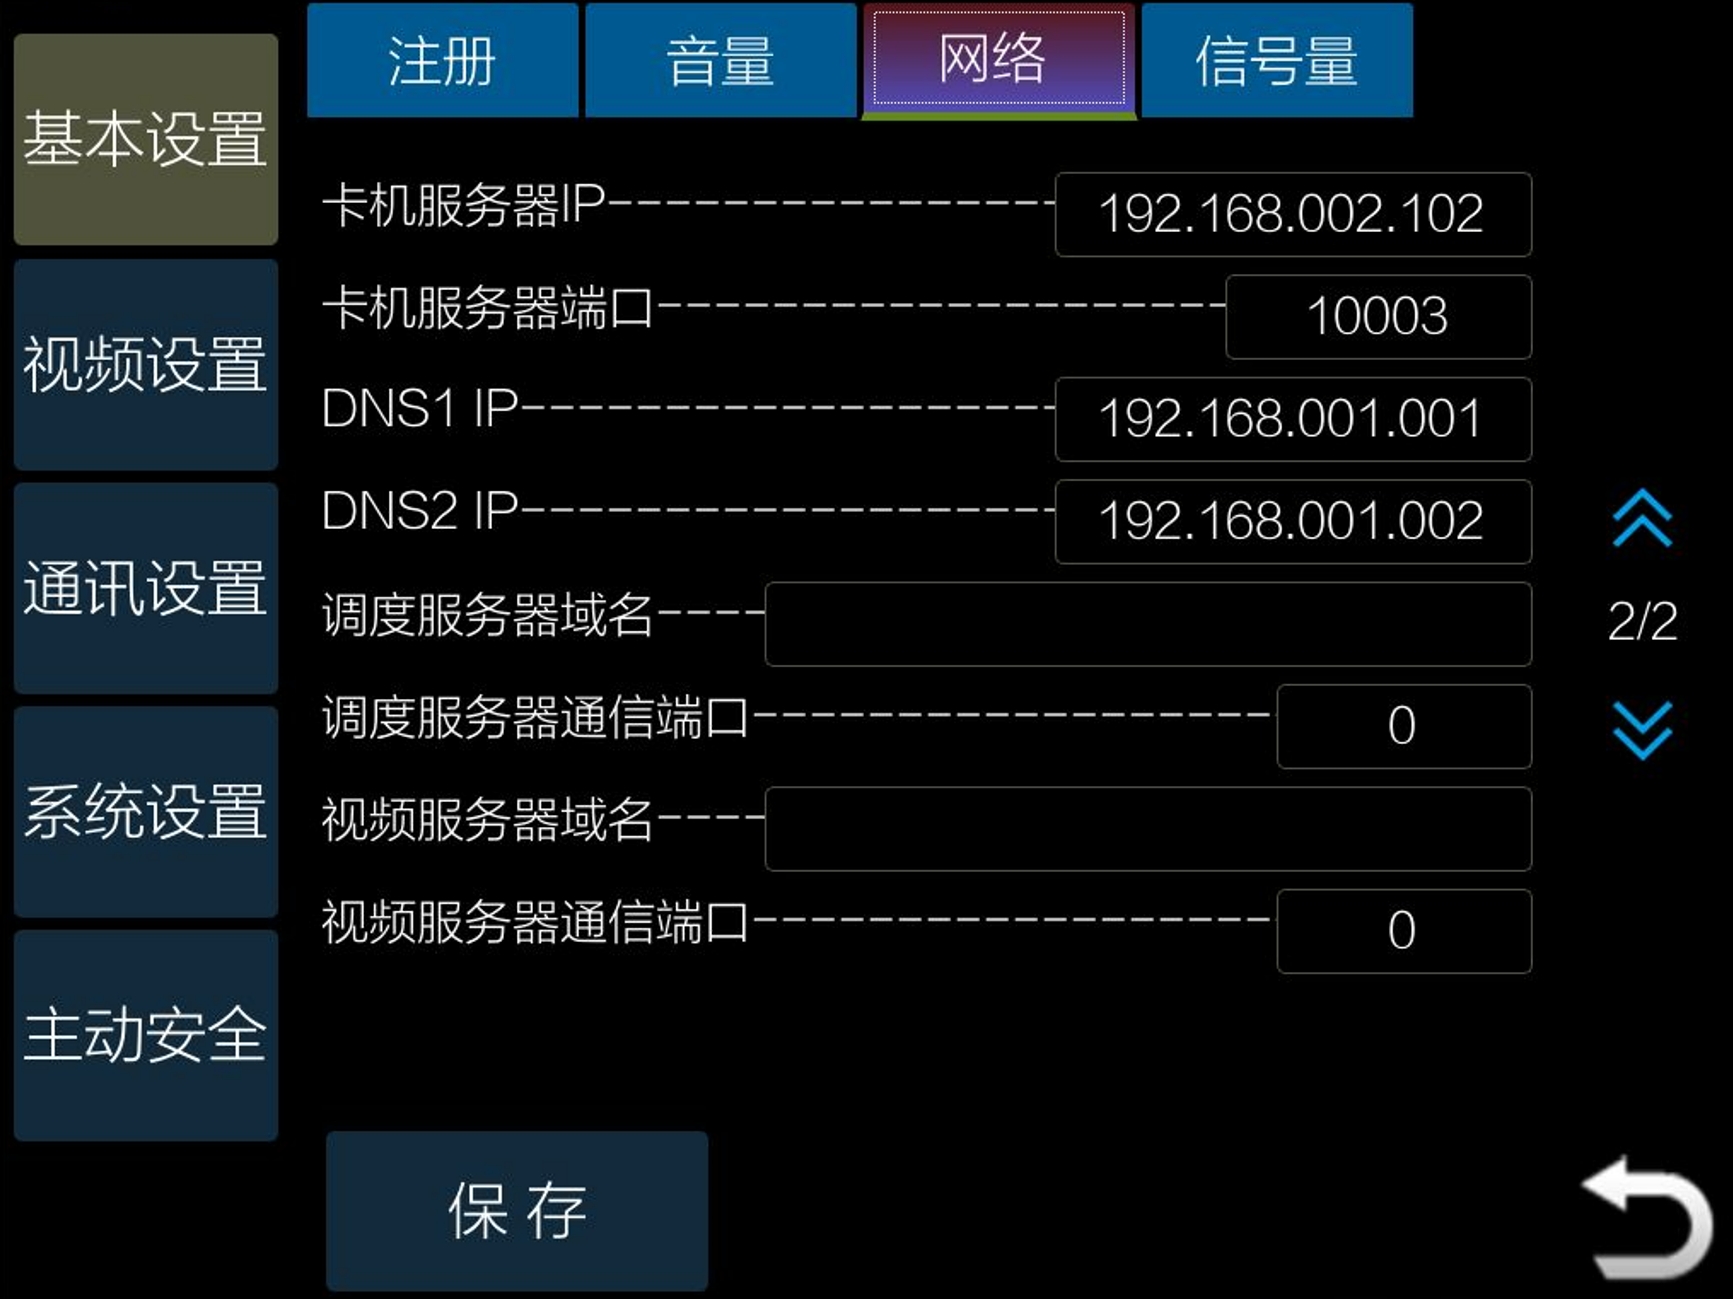 注册
音量
网络
信号量
基本设置
视频设置
通讯设置
系统设置
主动安全
卡机服务器IP----------------192.168.002.102
卡机服务器端口--------------------10003
DNS1 IP-------------------192.168.001.001
DNS2 IP-------------------192.168.001.002
调度服务器域名----
调度服务器通信端口------------------0
视频服务器域名----
视频服务器通信端口------------------0
2/2
保存